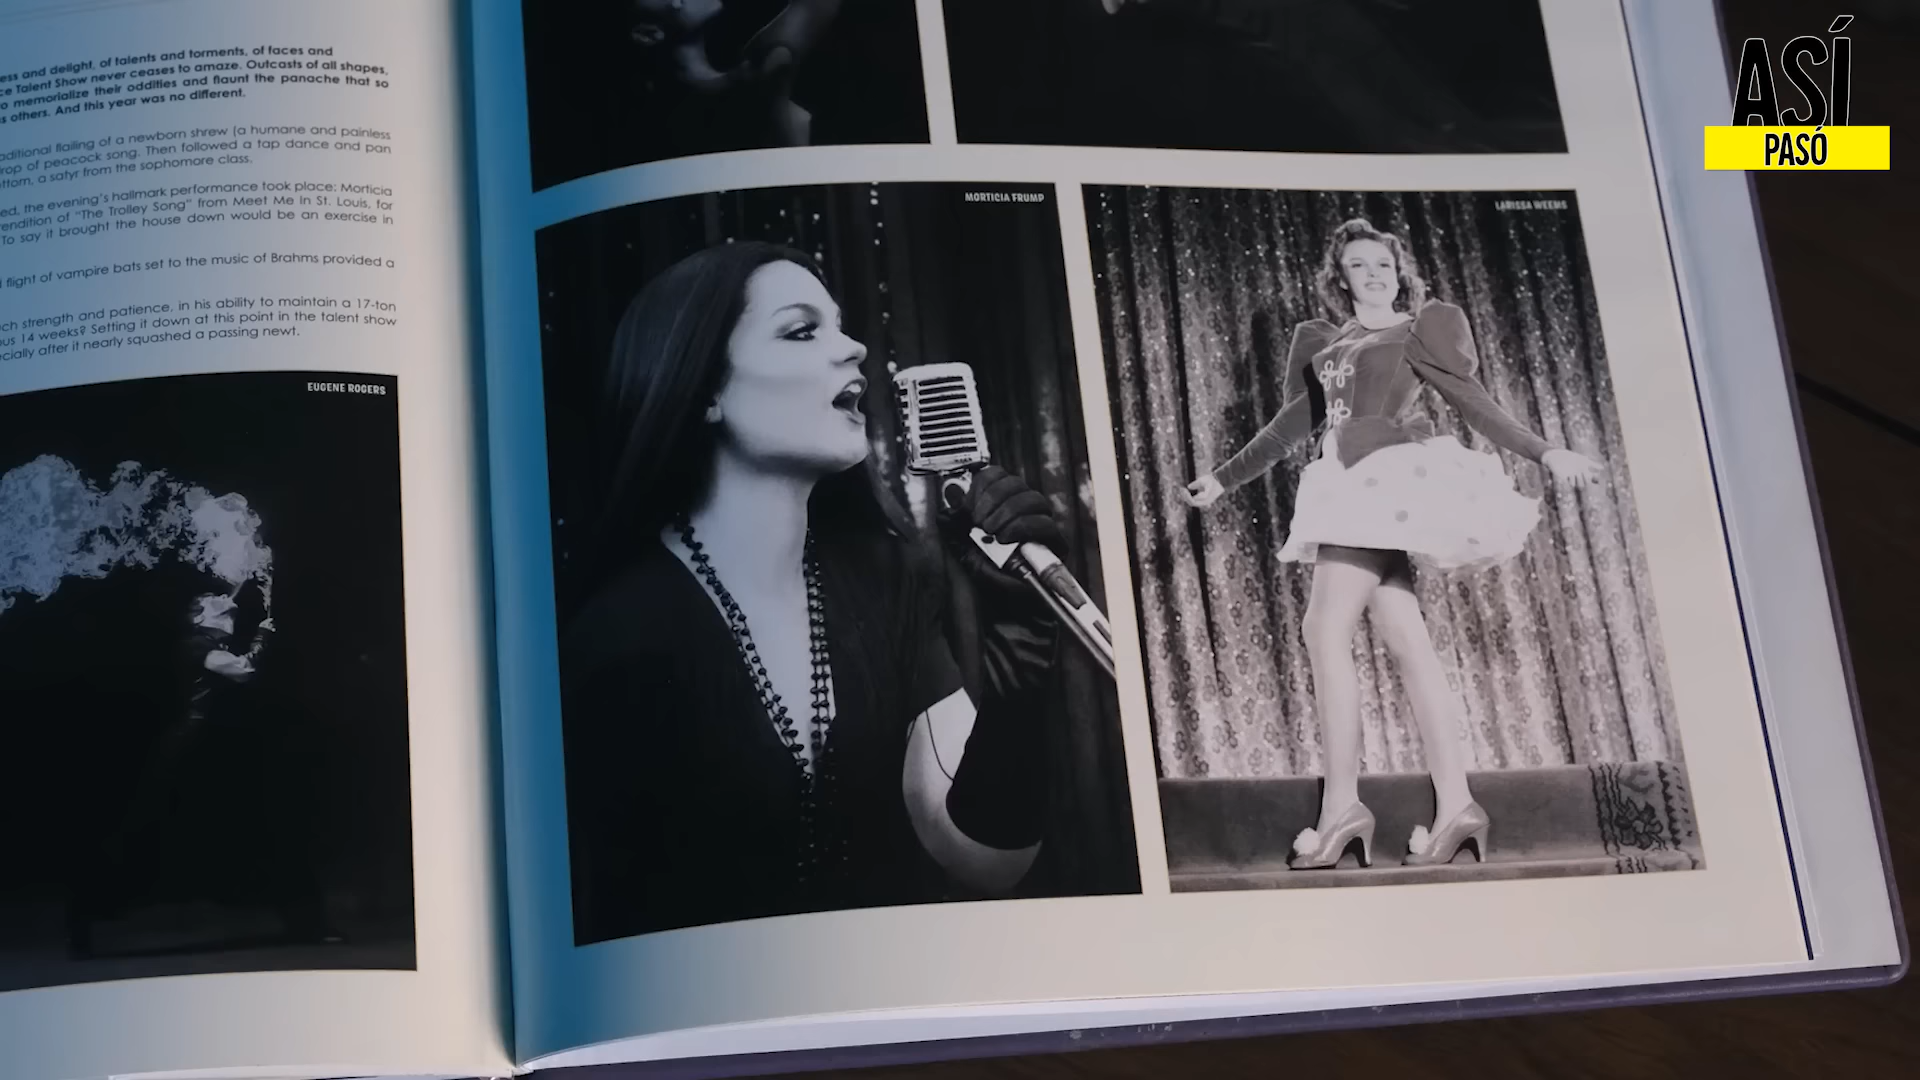 ess and delight, of talents and torments, of faces and
ce Talent Show never ceases to amaze. Outcasts of all shapes,
o memorialize their oddities and flaunt the panache that so
s others. And this year was no different.
aditional flailing of a newborn shrew (a humane and painless
rop of peacock song. Then followed a tap dance and pan
ttom, a satyr from the sophomore class.
ed, the evening's hallmark performance took place: Morticia
rendition of "The Trolley Song" from Meet Me In St. Louis, for
To say it brought the house down would be an exercise in
l flight of vampire bats set to the music of Brahms provided a
ch strength and patience, in his ability to maintain a 17-ton
ous 14 weeks? Setting it down at this point in the talent show
ecially after it nearly squashed a passing newt.
EUGENE ROGERS
MORTICIA FRUMP
LARISSA WEEMS
ASÍ
PASÓ